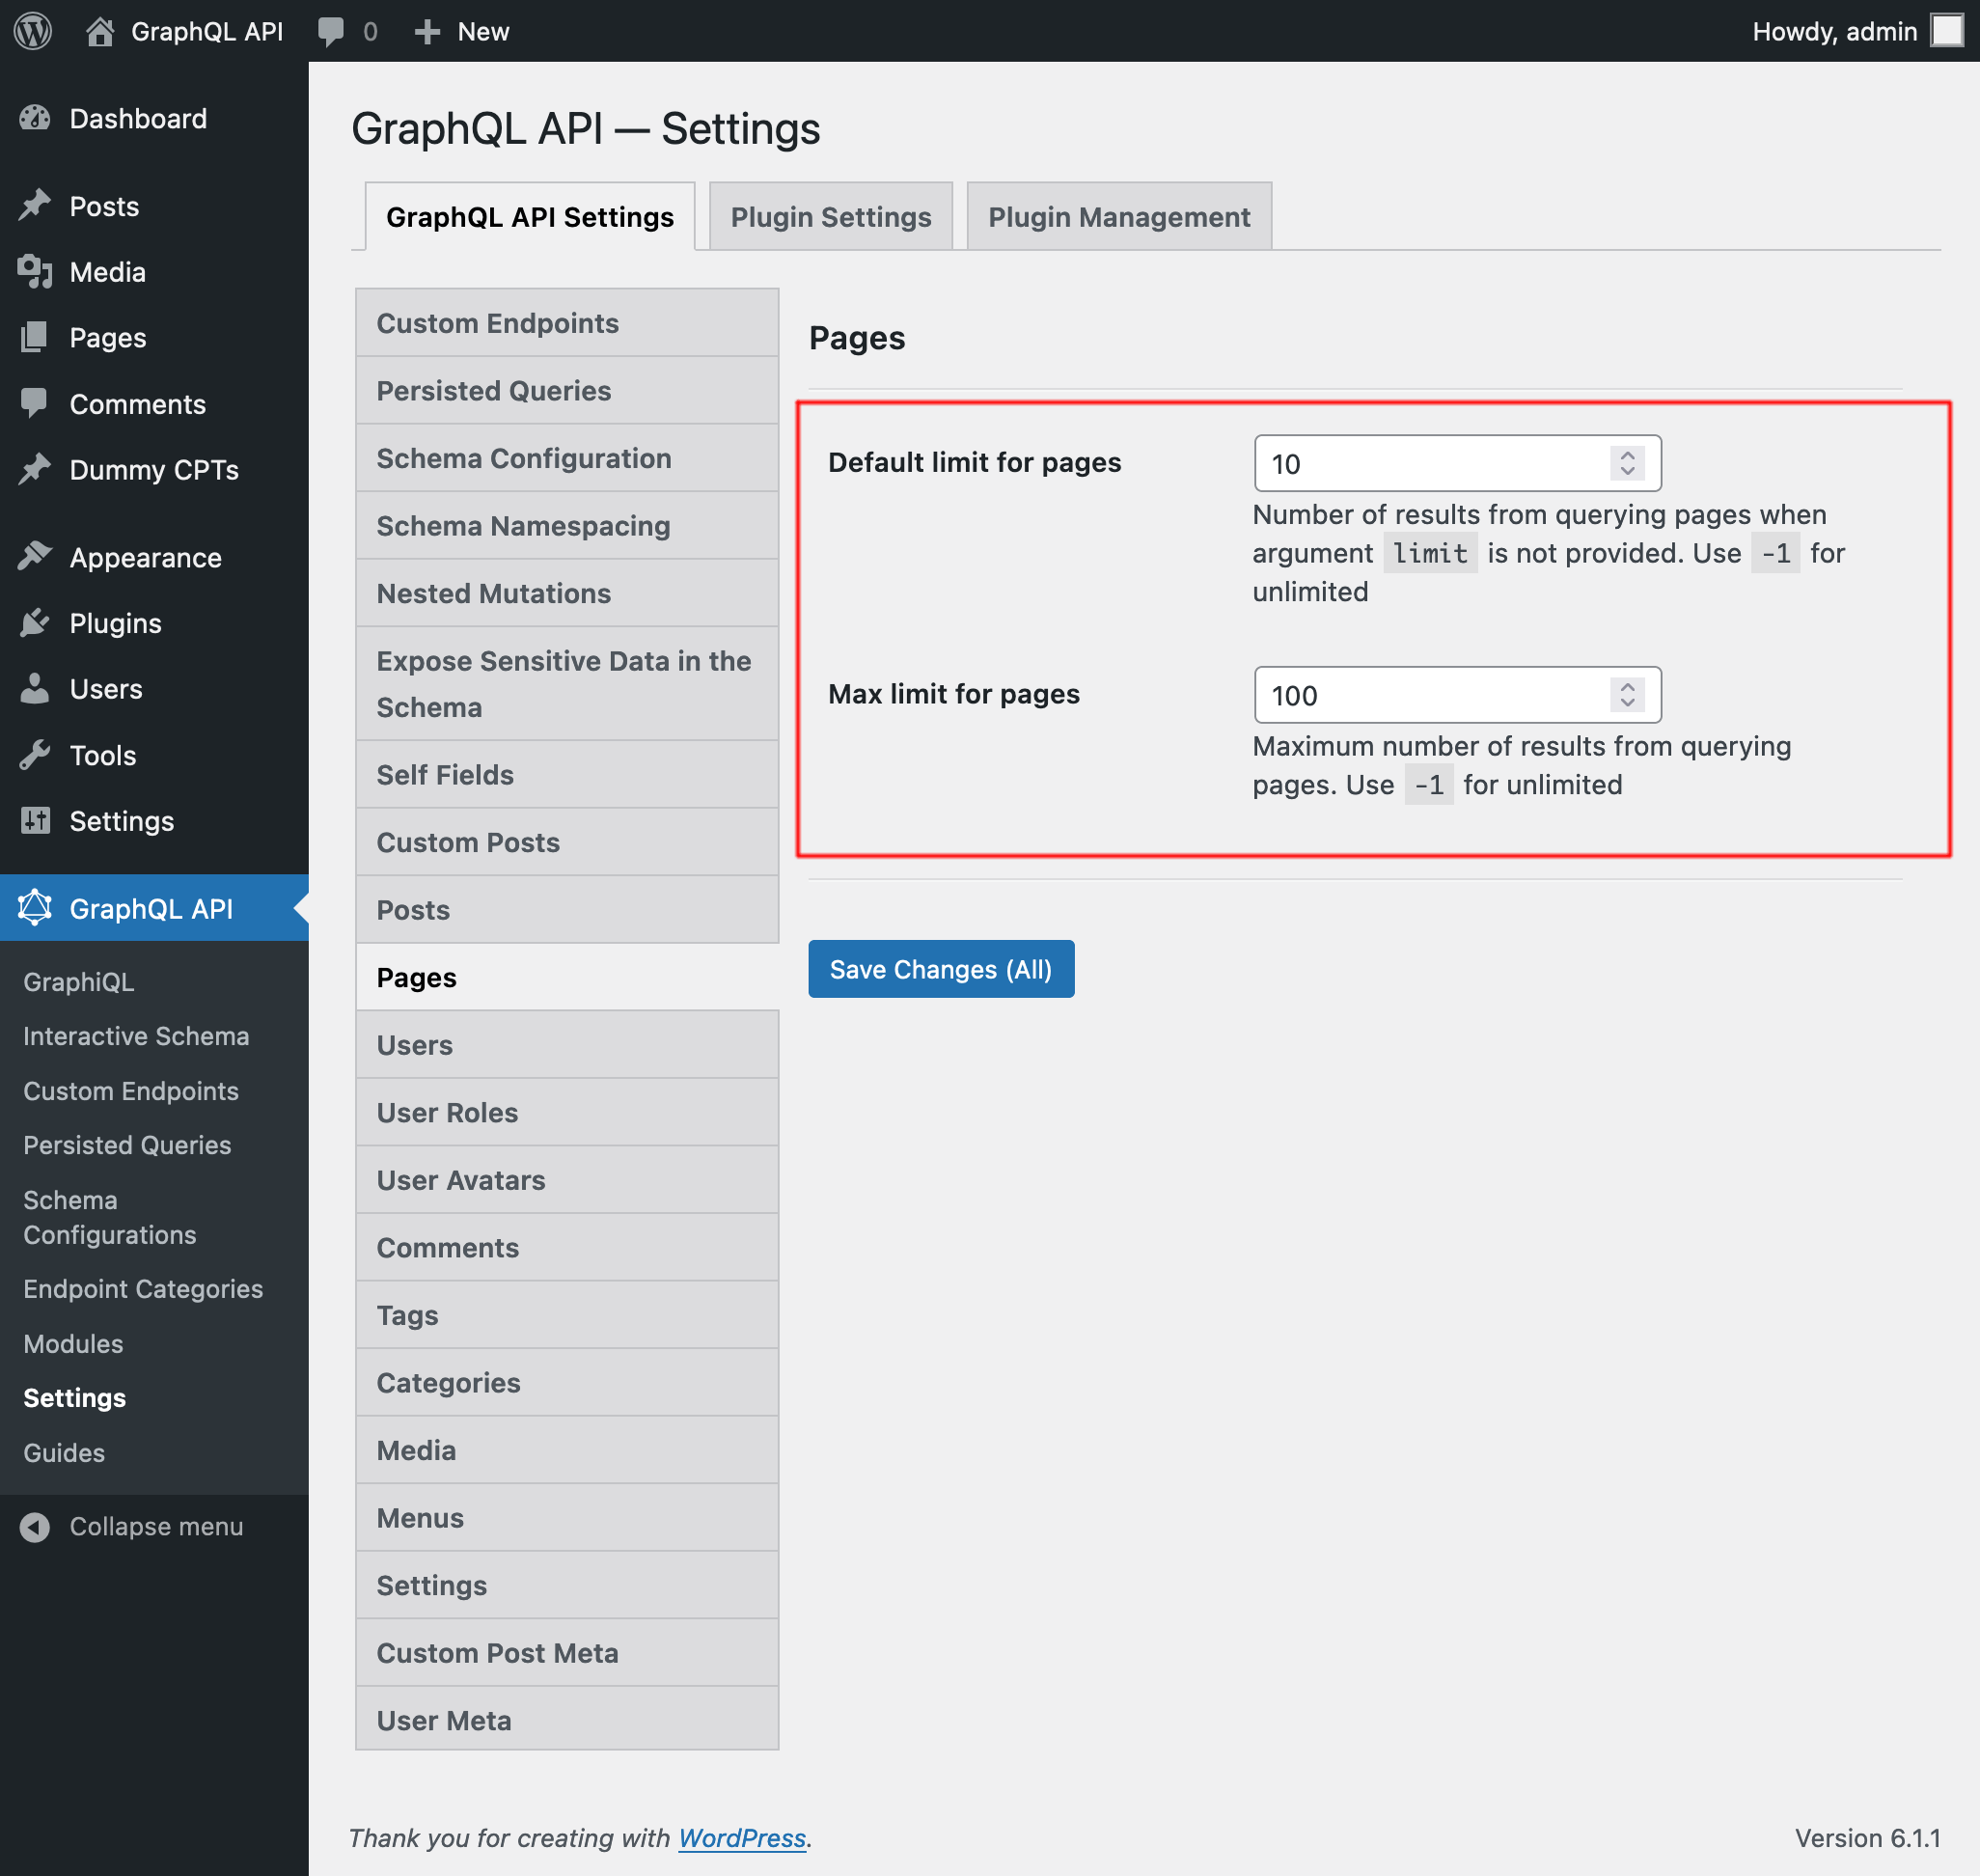 GraphQL API 0 New Howdy, admin
Dashboard
Posts
Media
Pages
Comments
Dummy CPTs
Appearance
Plugins
Users
Tools
Settings
GraphQL API
GraphiQL
Interactive Schema
Custom Endpoints
Persisted Queries
Schema
Configurations
Endpoint Categories
Modules
Settings
Guides
Collapse menu
GraphQL API — Settings
GraphQL API Settings Plugin Settings Plugin Management
Custom Endpoints
Persisted Queries
Schema Configuration
Schema Namespacing
Nested Mutations
Expose Sensitive Data in the
Schema
Self Fields
Custom Posts
Posts
Pages
Users
User Roles
User Avatars
Comments
Tags
Categories
Media
Menus
Settings
Custom Post Meta
User Meta
Pages
Default limit for pages 10
Number of results from querying pages when
argument limit is not provided. Use -1 for
unlimited
Max limit for pages 100
Maximum number of results from querying
pages. Use -1 for unlimited
Save Changes (All)
Thank you for creating with WordPress. Version 6.1.1